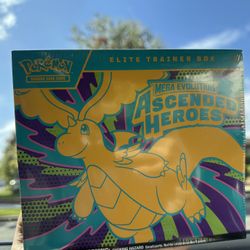 Pokémon
TRADING CARD GAME
ELITE TRAINER BOX
MEGA EVOLUTION
ASCENDED
HEROES